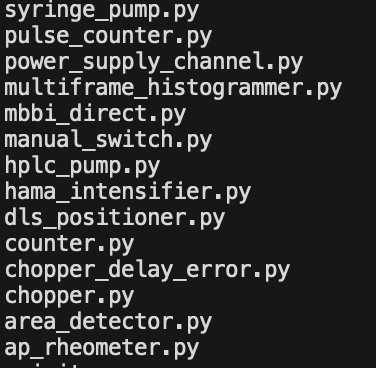 syringe_pump.py
pulse_counter.py
power_supply_channel.py
multiframe_histogrammer.py
mbbi_direct.py
manual_switch.py
hplc_pump.py
hama_intensifier.py
dls_positioner.py
counter.py
chopper_delay_error.py
chopper.py
area_detector.py
ap_rheometer.py